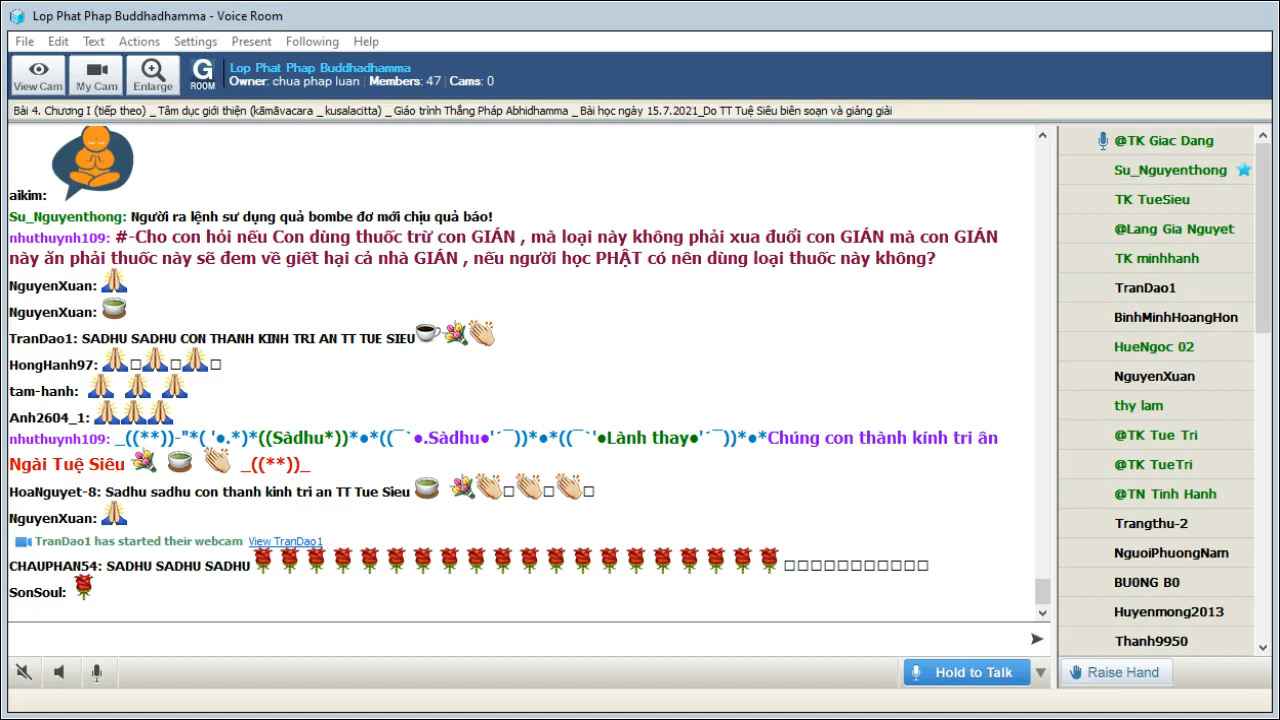 Lop Phat Phap Buddhadhamma - Voice Room
File Edit Text Actions Settings Present Following Help
View Cam My Cam Enlarge G ROOM
Lop Phat Phap Buddhadhamma
Owner: chua phap luan Members: 47 Cams: 0
Bài 4. Chương I (tiếp theo) _ Tâm dục giới thiện (kāmāvacara _ kusalacitta) _ Giáo trình Thắng Pháp Abhidhamma _ Bài học ngày 15.7.2021_Do TT Tuệ Siêu biên soạn và giảng giải
aikim:
Su_Nguyenthong: Người ra lệnh sư dụng quả bombe đơ mới chịu quả báo!
nhuthuynh109: #-Cho con hỏi nếu Con dùng thuốc trừ con GIÁN , mà loại này không phải xua đuổi con GIÁN mà con GIÁN
này ăn phải thuốc này sẽ đem về giết hại cả nhà GIÁN , nếu người học PHẬT có nên dùng loại thuốc này không?
NguyenXuan:
NguyenXuan:
TranDao1: SADHU SADHU CON THANH KINH TRI AN TT TUE SIEU
HongHanh97:
tam-hanh:
Anh2604_1:
nhuthuynh109: _((**))-"*( '●.*)*((Sàdhu*))*●*((¯`●.Sàdhu●'´¯))*●*((¯`'●Lành thay●'´¯))*●*Chúng con thành kính tri ân
Ngài Tuệ Siêu _((**))_
HoaNguyet-8: Sadhu sadhu con thanh kinh tri an TT Tue Sieu
NguyenXuan:
TranDao1 has started their webcam View TranDao1
CHAUPHAN54: SADHU SADHU SADHU
SonSoul:
Hold to Talk
@TK Giac Dang
Su_Nguyenthong
TK TueSieu
@Lang Gia Nguyet
TK minhhanh
TranDao1
BinhMinhHoangHon
HueNgoc 02
NguyenXuan
thy lam
@TK Tue Tri
@TK TueTri
@TN Tinh Hanh
Trangthu-2
NguoiPhuongNam
BU0NG B0
Huyenmong2013
Thanh9950
Raise Hand